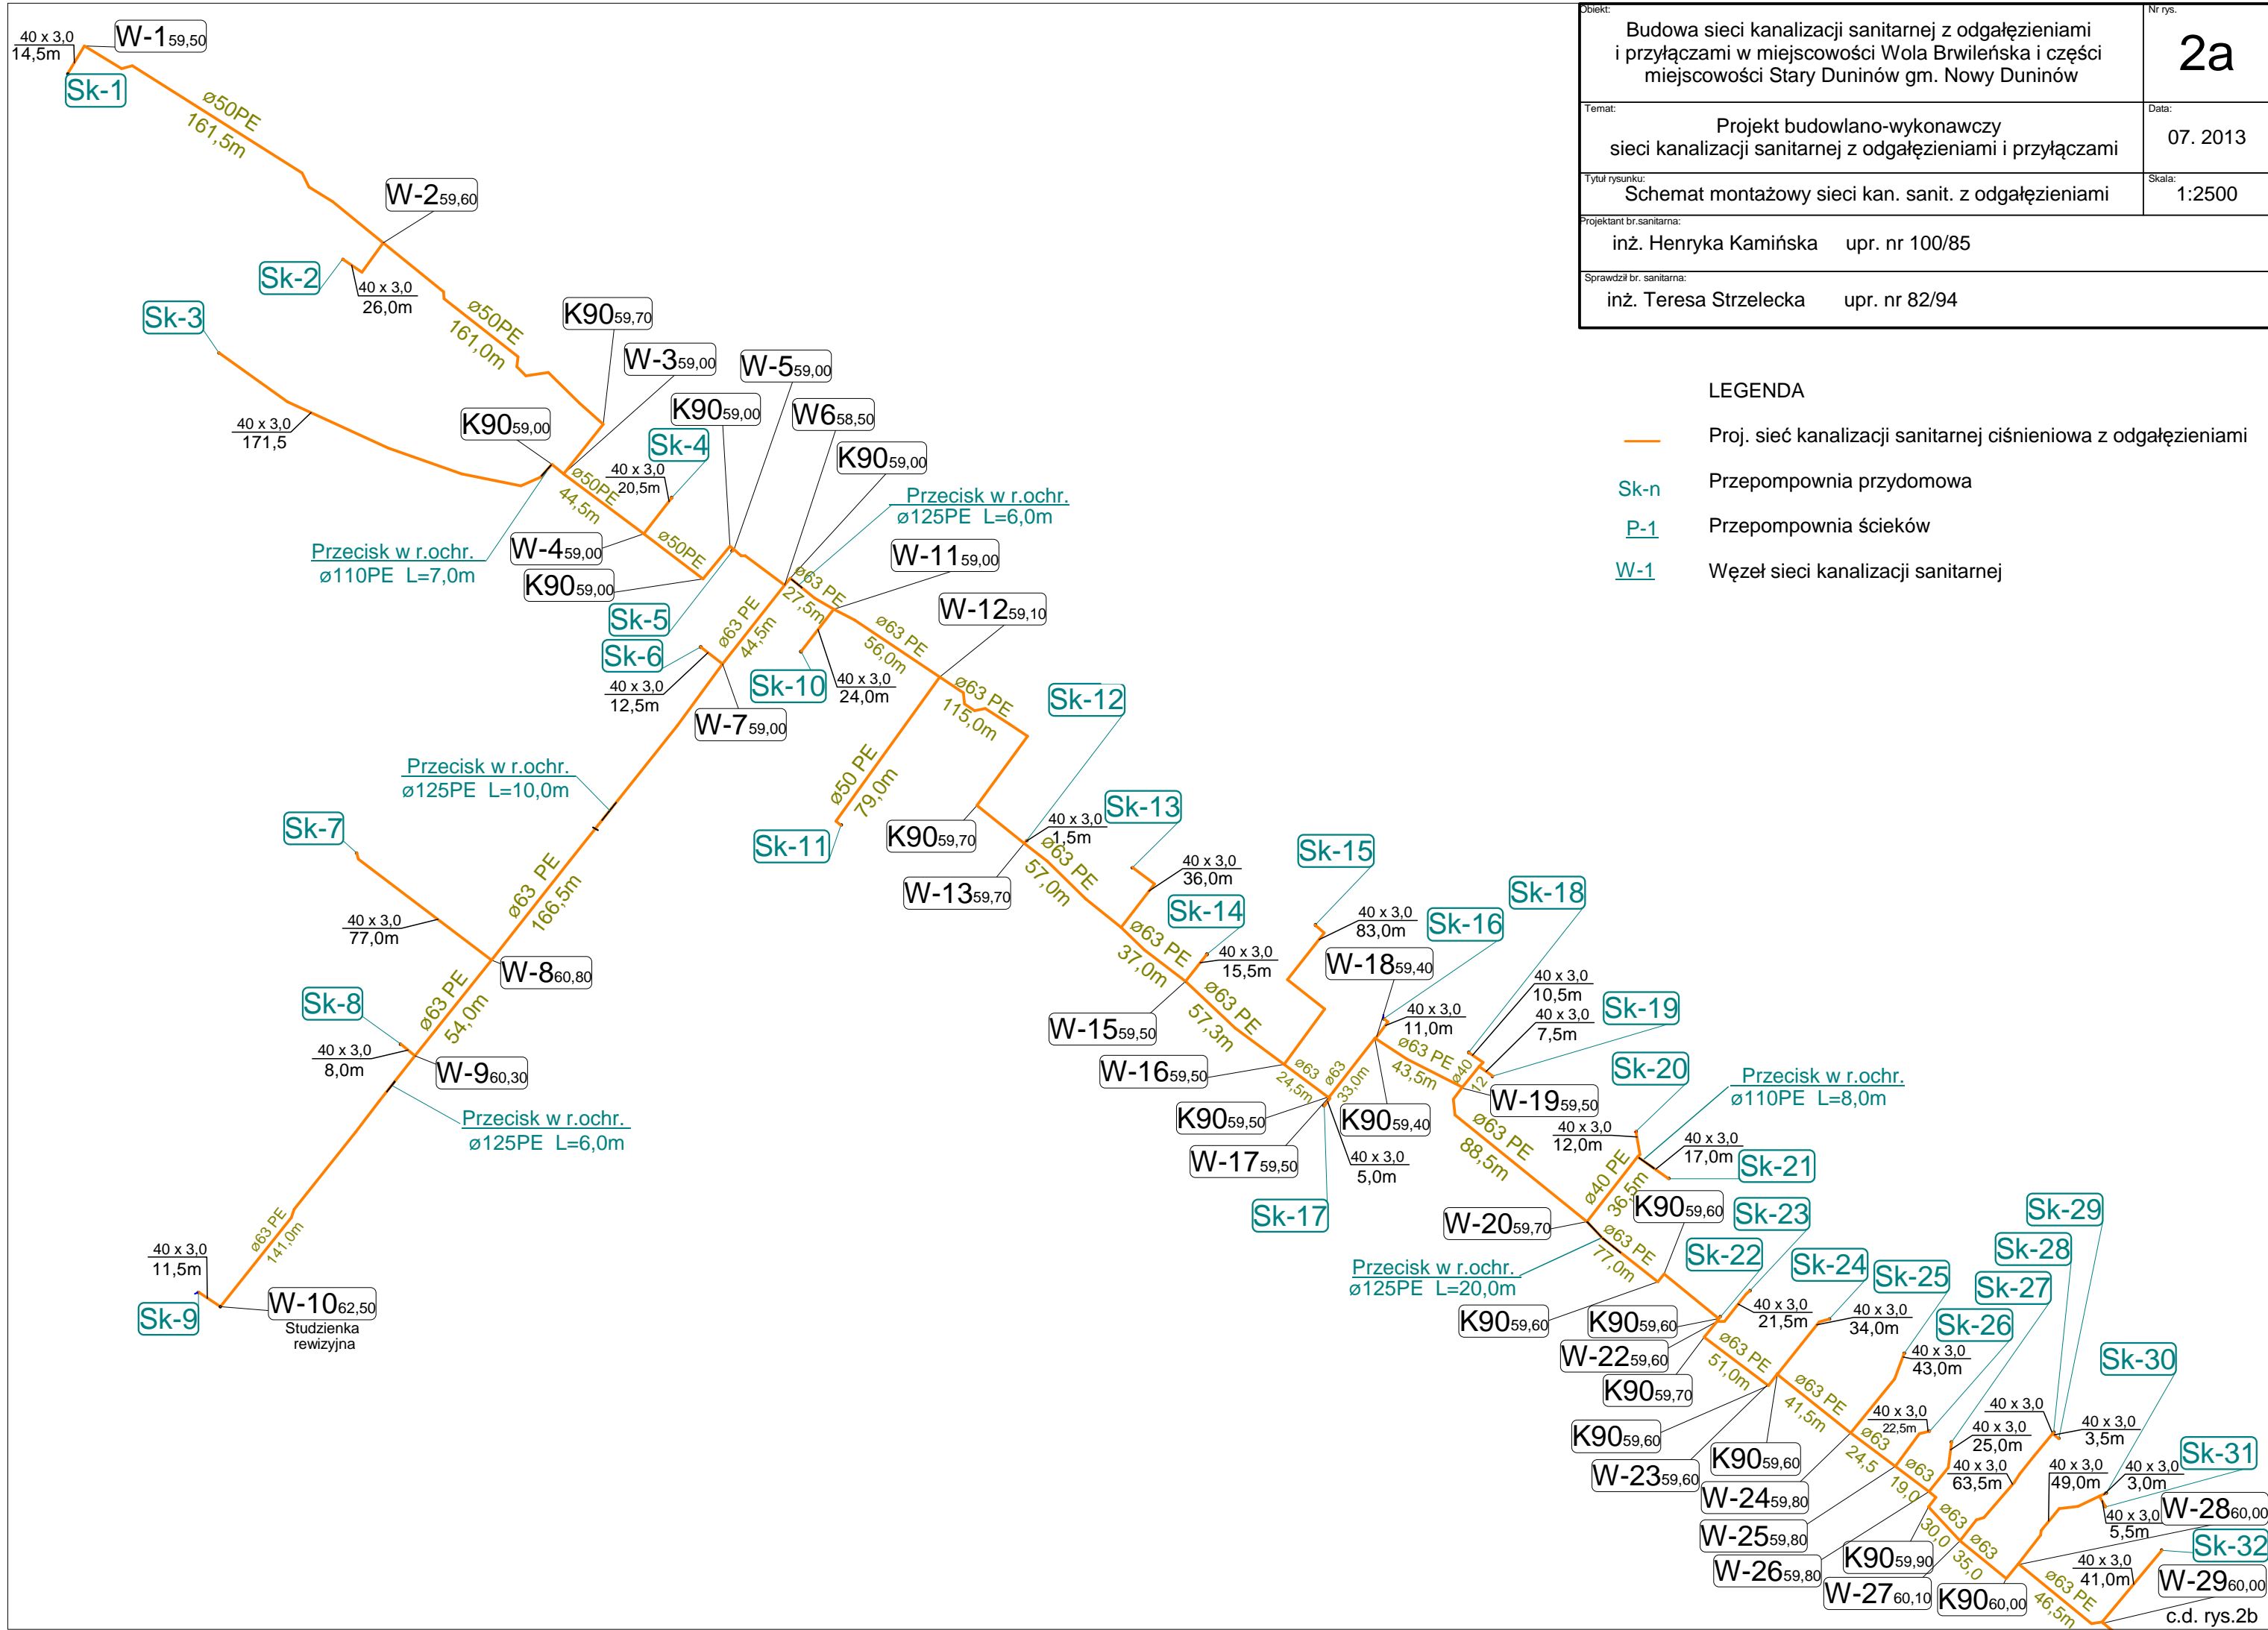 Obiekt:
Budowa sieci kanalizacji sanitarnej z odgałęzieniami
i przyłączami w miejscowości Wola Brwileńska i części
miejscowości Stary Duninów gm. Nowy Duninów
Nr rys.
2a
Temat:
Projekt budowlano-wykonawczy
sieci kanalizacji sanitarnej z odgałęzieniami i przyłączami
Data:
07. 2013
Tytuł rysunku:
Schemat montażowy sieci kan. sanit. z odgałęzieniami
Skala:
1:2500
Projektant br.sanitarna:
inż. Henryka Kamińska upr. nr 100/85
Sprawdził br. sanitarna:
inż. Teresa Strzelecka upr. nr 82/94
LEGENDA
Proj. sieć kanalizacji sanitarnej ciśnieniowa z odgałęzieniami
Sk-n Przepompownia przydomowa
P-1 Przepompownia ścieków
W-1 Węzeł sieci kanalizacji sanitarnej
40 x 3,0
14,5m
W-1 59,50
Sk-1
ø50PE
161,5m
W-2 59,60
Sk-2
40 x 3,0
26,0m
Sk-3
40 x 3,0
171,5
ø50PE
161,0m
K90 59,70
W-3 59,00
W-5 59,00
K90 59,00
K90 59,00
W6 58,50
Sk-4
K90 59,00
40 x 3,0
20,5m
ø50PE
44,5m
Przecisk w r.ochr.
ø125PE L=6,0m
Przecisk w r.ochr.
ø110PE L=7,0m
W-4 59,00
ø50PE
K90 59,00
W-11 59,00
ø63 PE
27,5m
Sk-5
ø63 PE
44,5m
W-12 59,10
ø63 PE
56,0m
Sk-6
40 x 3,0
12,5m
Sk-10
40 x 3,0
24,0m
W-7 59,00
ø63 PE
115,0m
Sk-12
Przecisk w r.ochr.
ø125PE L=10,0m
ø50 PE
79,0m
Sk-11
K90 59,70
40 x 3,0
1,5m
Sk-13
W-13 59,70
ø63 PE
57,0m
40 x 3,0
36,0m
Sk-7
40 x 3,0
77,0m
ø63 PE
166,5m
W-8 60,80
Sk-8
ø63 PE
54,0m
40 x 3,0
8,0m
W-9 60,30
Przecisk w r.ochr.
ø125PE L=6,0m
ø63 PE
141,0m
40 x 3,0
11,5m
Sk-9
W-10 62,50
Studzienka
rewizyjna
Sk-14
ø63 PE
37,0m
40 x 3,0
15,5m
W-15 59,50
ø63 PE
57,3m
Sk-15
40 x 3,0
83,0m
W-16 59,50
W-18 59,40
Sk-16
40 x 3,0
11,0m
ø63
24,5m
ø63
33,0m
K90 59,50
W-17 59,50
K90 59,40
40 x 3,0
5,0m
Sk-17
Sk-18
40 x 3,0
10,5m
40 x 3,0
7,5m
Sk-19
ø63 PE
43,5m
ø40
12
W-19 59,50
ø63 PE
88,5m
Sk-20
40 x 3,0
12,0m
Przecisk w r.ochr.
ø110PE L=8,0m
40 x 3,0
17,0m
Sk-21
ø40 PE
36,5m
W-20 59,70
Przecisk w r.ochr.
ø125PE L=20,0m
K90 59,60
ø63 PE
77,0m
Sk-23
Sk-22
K90 59,60
K90 59,60
40 x 3,0
21,5m
Sk-24
40 x 3,0
34,0m
W-22 59,60
K90 59,70
ø63 PE
51,0m
Sk-25
40 x 3,0
43,0m
K90 59,60
W-23 59,60
K90 59,60
ø63 PE
41,5m
Sk-26
40 x 3,0
22,5m
W-24 59,80
ø63
24,5
W-25 59,80
Sk-27
40 x 3,0
25,0m
ø63
19,0
W-26 59,80
K90 59,90
Sk-28
Sk-29
40 x 3,0
40 x 3,0
3,5m
40 x 3,0
63,5m
ø63
30,0
W-27 60,10
ø63
35,0
K90 60,00
Sk-30
40 x 3,0
49,0m
40 x 3,0
3,0m
Sk-31
40 x 3,0
5,5m
W-28 60,00
Sk-32
40 x 3,0
41,0m
ø63 PE
46,5m
W-29 60,00
c.d. rys.2b